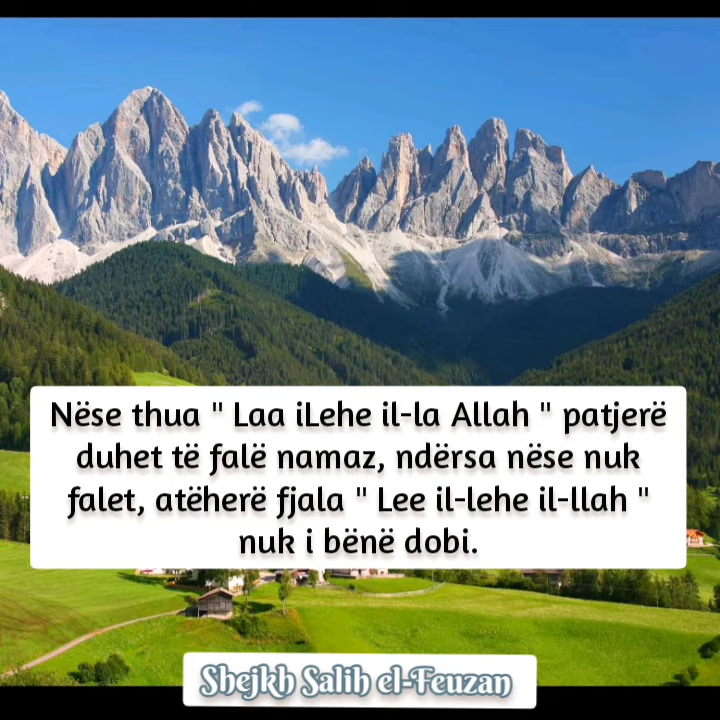 Nëse thua " Laa iLehe il-la Allah " patjerë
duhet të falë namaz, ndërsa nëse nuk
falet, atëherë fjala " Lee il-lehe il-llah "
nuk i bënë dobi.
Shejkh Salih el-Feuzan